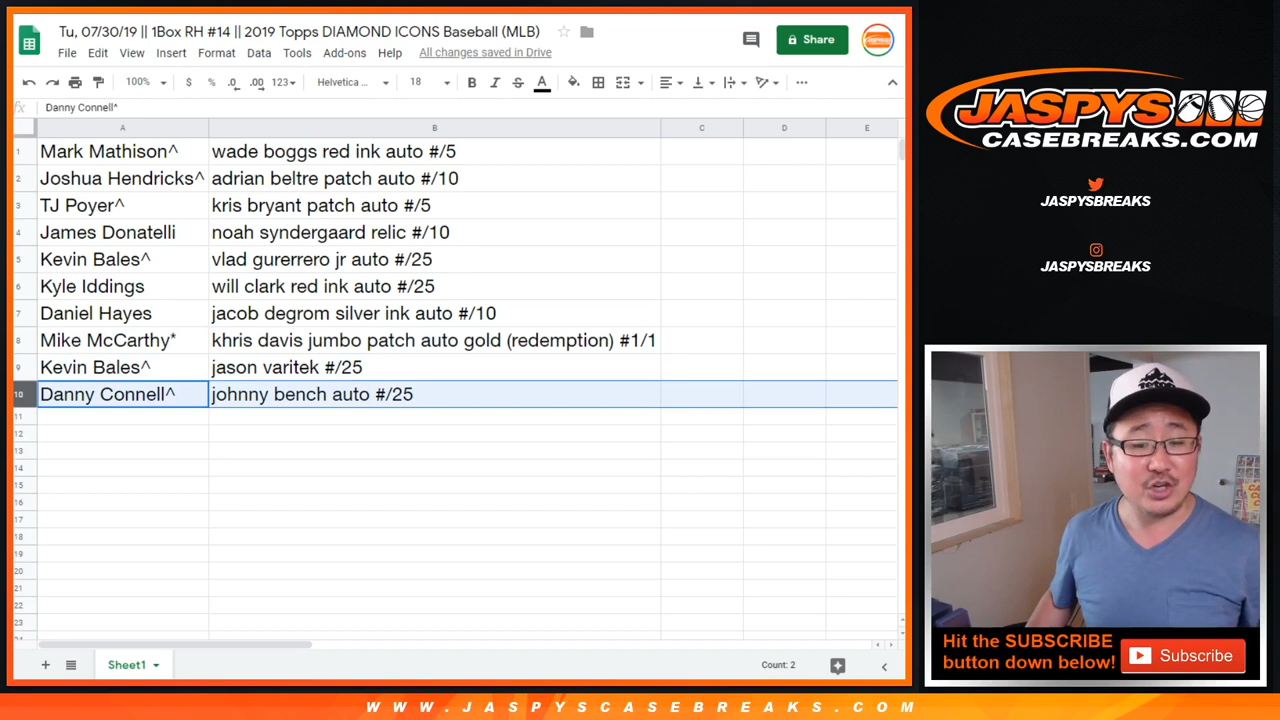 Tu, 07/30/19 || 1Box RH #14 || 2019 Topps DIAMOND ICONS Baseball (MLB)
File Edit View Insert Format Data Tools Add-ons Help All changes saved in Drive
Share
100% $ % .0 .00 123 Helvetica ... 18 B I S A
fx Danny Connell^
A B C D E
1 Mark Mathison^ wade boggs red ink auto #/5
2 Joshua Hendricks^ adrian beltre patch auto #/10
3 TJ Poyer^ kris bryant patch auto #/5
4 James Donatelli noah syndergaard relic #/10
5 Kevin Bales^ vlad gurerrero jr auto #/25
6 Kyle Iddings will clark red ink auto #/25
7 Daniel Hayes jacob degrom silver ink auto #/10
8 Mike McCarthy* khris davis jumbo patch auto gold (redemption) #1/1
9 Kevin Bales^ jason varitek #/25
10 Danny Connell^ johnny bench auto #/25
11
12
13
14
15
16
17
18
19
20
21
22
23
Sheet1
Count: 2
JASPYS
CASEBREAKS.COM
JASPYSBREAKS
JASPYSBREAKS
Hit the SUBSCRIBE
button down below!
Subscribe
WWW.JASPYSCASEBREAKS.COM